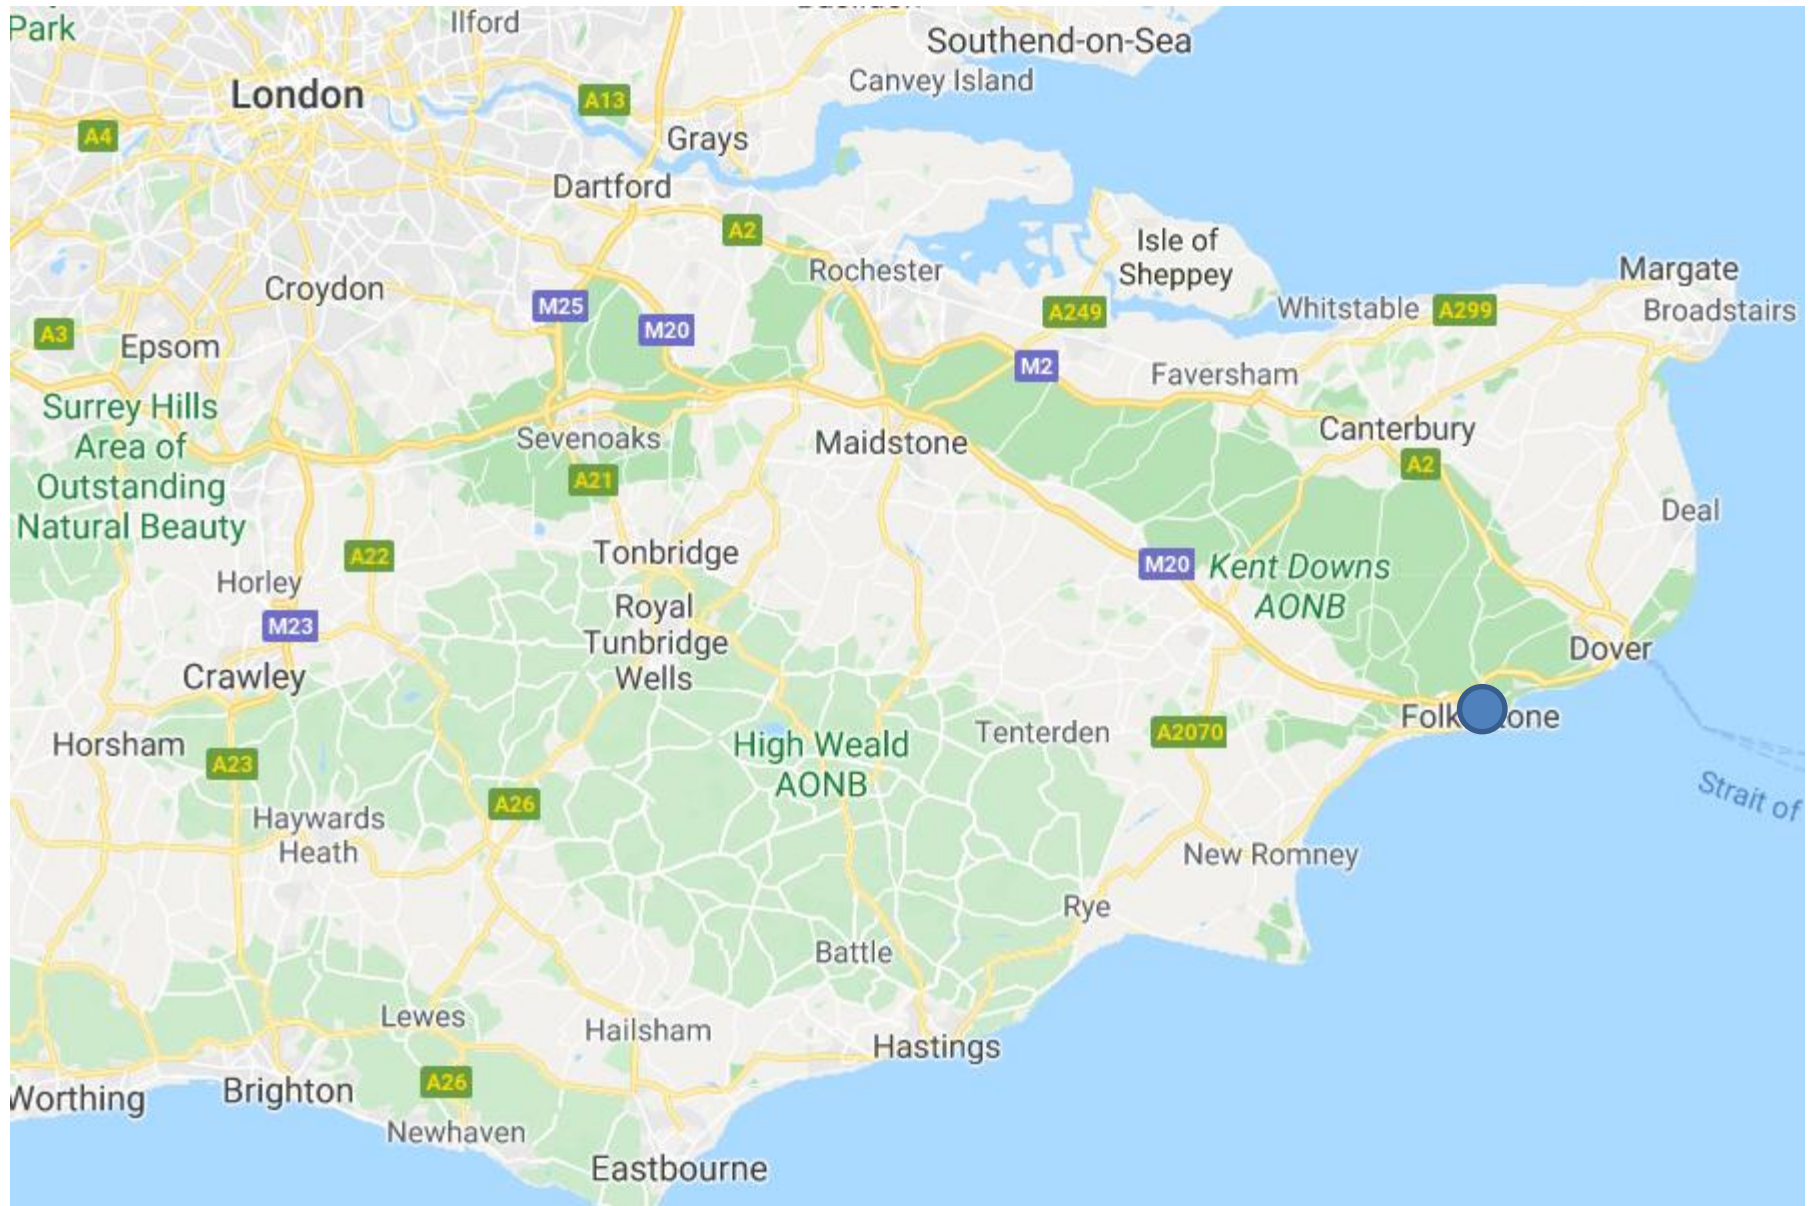 Park
Ilford
Southend-on-Sea
London
Canvey Island
A13
A4
Grays
Dartford
A2
Isle of
Sheppey
Rochester
Margate
Croydon
M25
Whitstable
A299
Broadstairs
A249
M20
A3
Epsom
M2
Faversham
Surrey Hills
Area of
Outstanding
Natural Beauty
Sevenoaks
Maidstone
Canterbury
A2
A21
Deal
Tonbridge
A22
M20
Kent Downs
AONB
Horley
Royal
Tunbridge
Wells
M23
Dover
Crawley
Folk one
Tenterden
A2070
Horsham
High Weald
AONB
A23
Strait of
A26
Haywards
Heath
New Romney
Rye
Battle
Lewes
Hailsham
Hastings
A26
Worthing
Brighton
Newhaven
Eastbourne